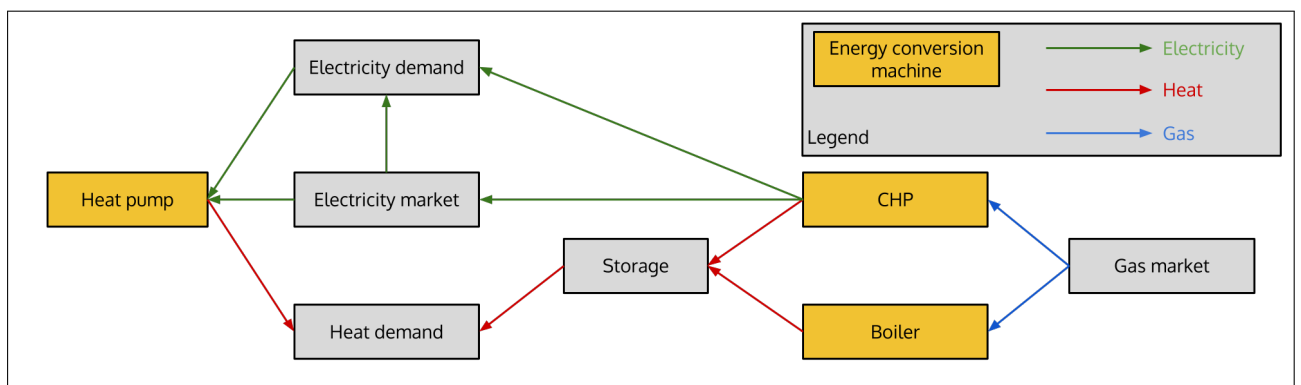 Electricity demand
Energy conversion
machine
Electricity
Heat
Gas
Legend
Heat pump
Electricity market
CHP
Storage
Gas market
Heat demand
Boiler